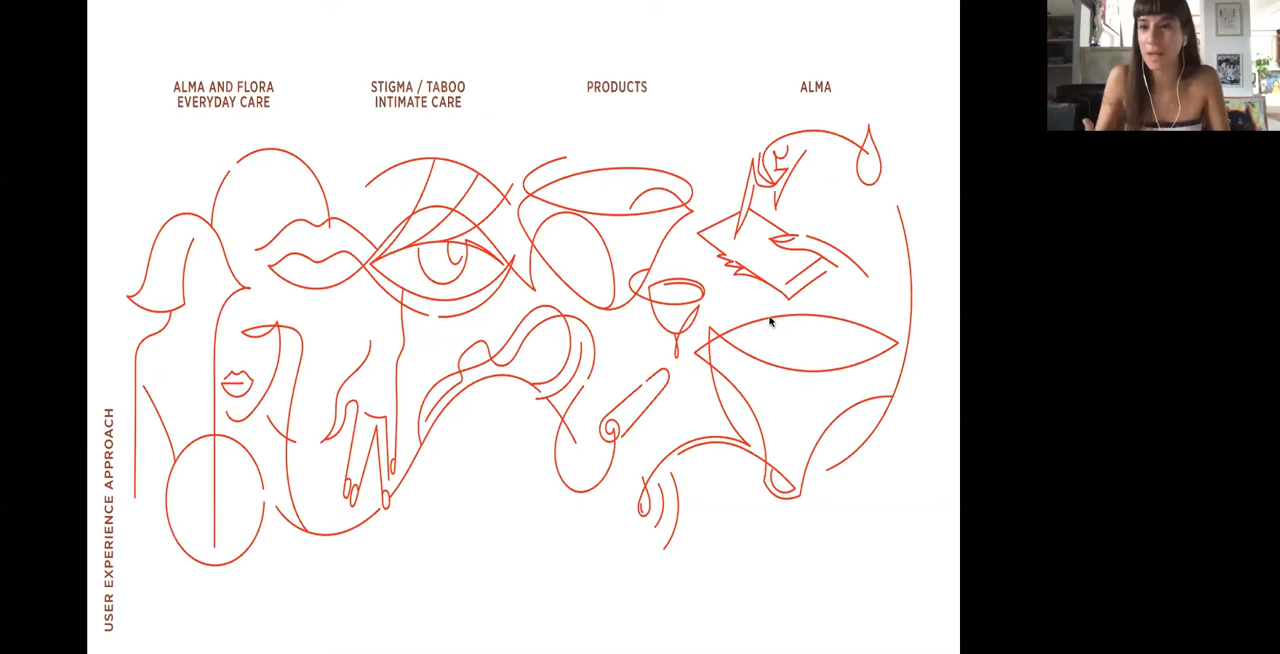 ALMA AND FLORA
EVERYDAY CARE
STIGMA / TABOO
INTIMATE CARE
PRODUCTS
ALMA
USER EXPERIENCE APPROACH